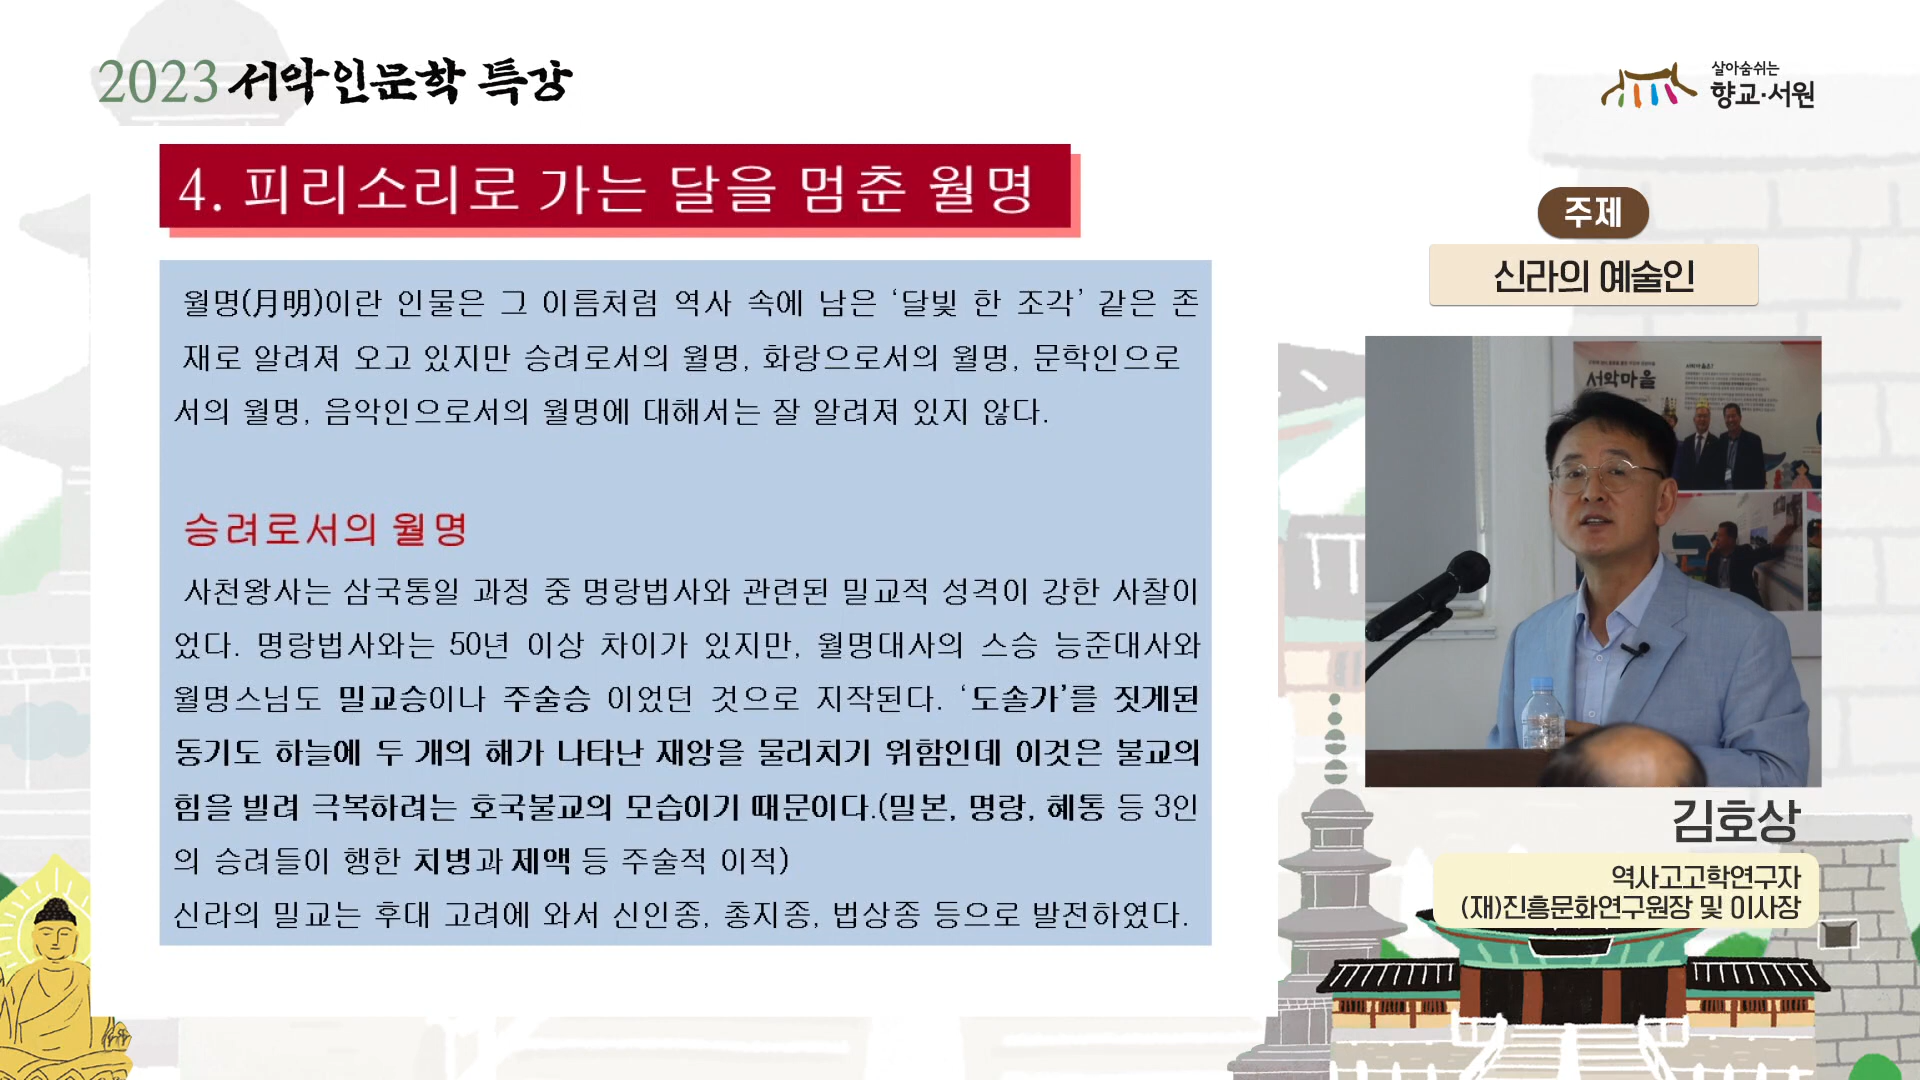 2023 서악인문학 특강
살아숨쉬는
향교·서원
4. 피리소리로 가는 달을 멈춘 월명
월명(月明)이란 인물은 그 이름처럼 역사 속에 남은 ‘달빛 한 조각’ 같은 존
재로 알려져 오고 있지만 승려로서의 월명, 화랑으로서의 월명, 문학인으로
서의 월명, 음악인으로서의 월명에 대해서는 잘 알려져 있지 않다.
승려로서의 월명
사천왕사는 삼국통일 과정 중 명랑법사와 관련된 밀교적 성격이 강한 사찰이
었다. 명랑법사와는 50년 이상 차이가 있지만, 월명대사의 스승 능준대사와
월명스님도 밀교승이나 주술승 이었던 것으로 지작된다. ‘도솔가’를 짓게된
동기도 하늘에 두 개의 해가 나타난 재앙을 물리치기 위함인데 이것은 불교의
힘을 빌려 극복하려는 호국불교의 모습이기 때문이다.(밀본, 명랑, 혜통 등 3인
의 승려들이 행한 치병과 제액 등 주술적 이적)
신라의 밀교는 후대 고려에 와서 신인종, 총지종, 법상종 등으로 발전하였다.
주제
신라의 예술인
서악마을
김호상
역사고고학연구자
(재)진흥문화연구원장 및 이사장